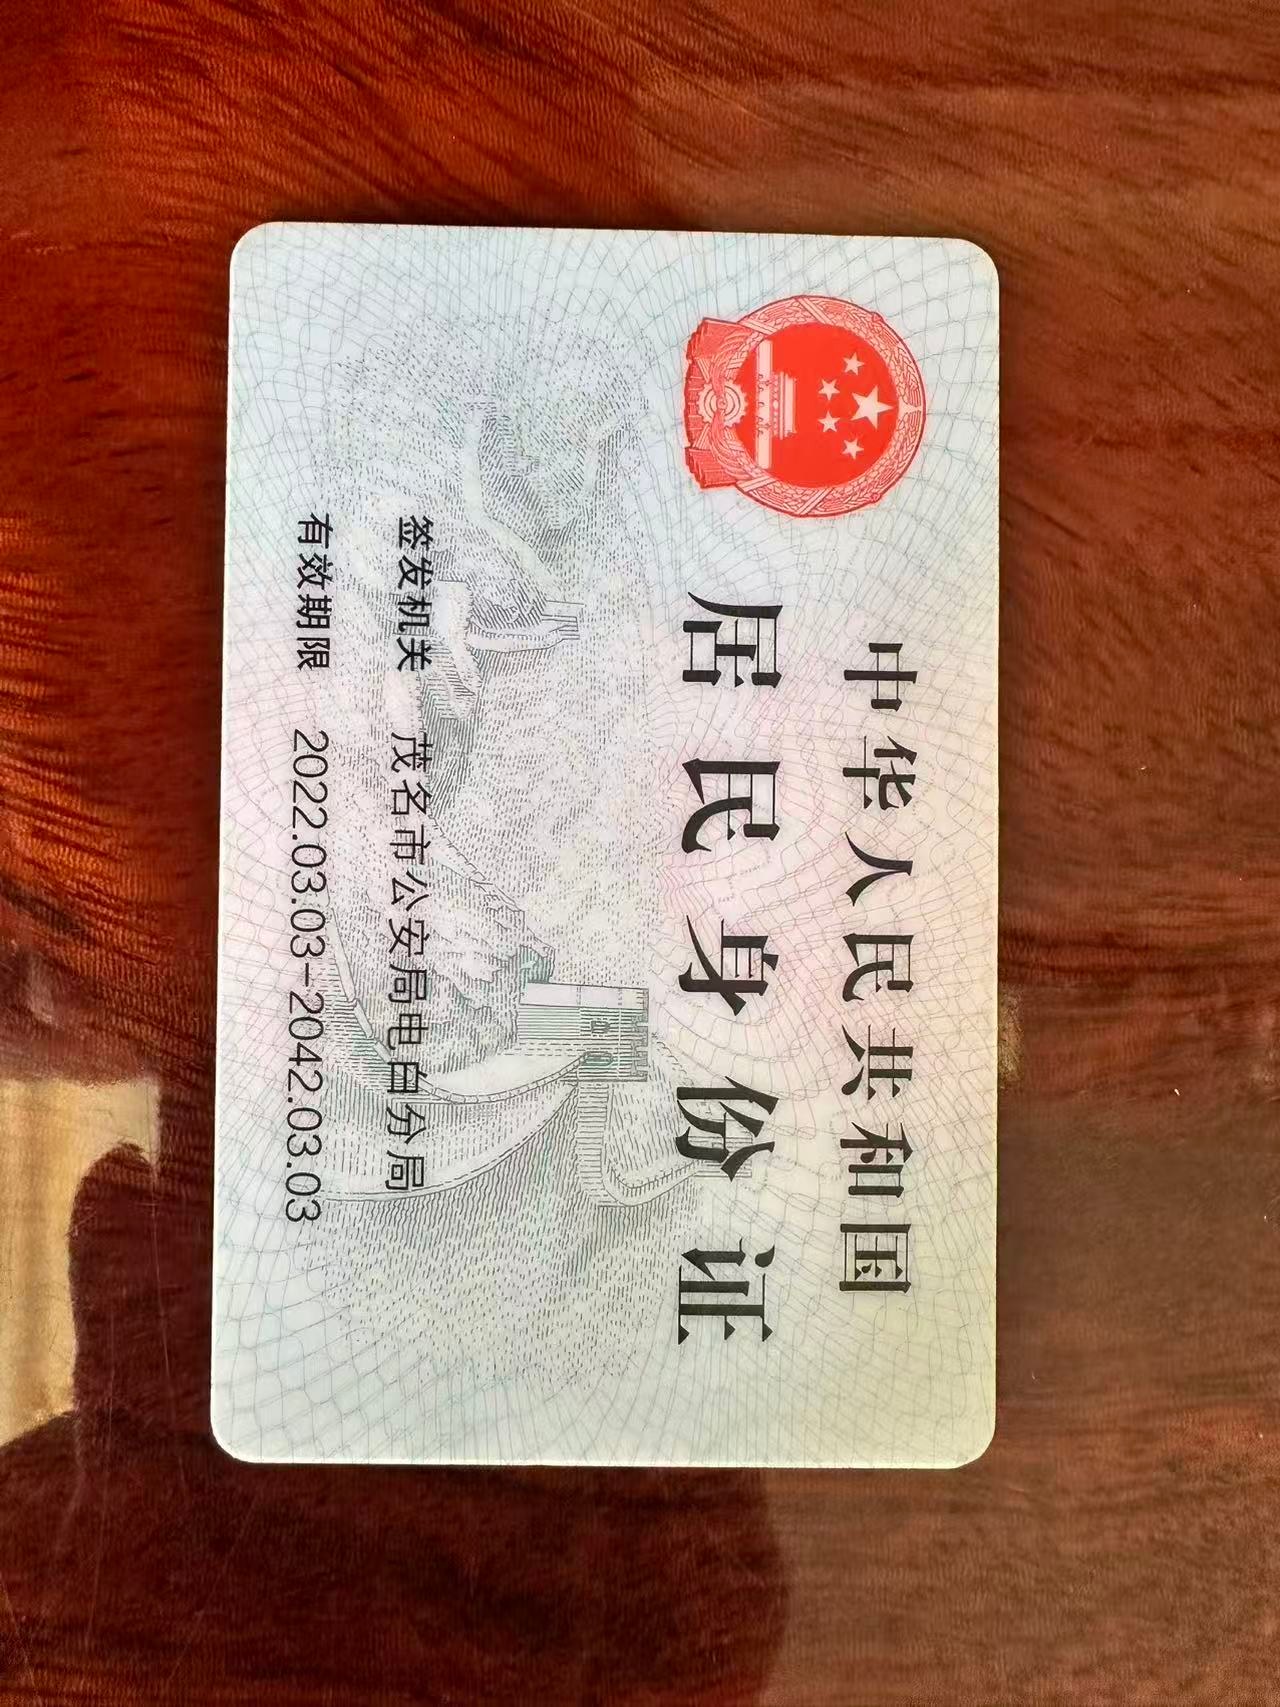 中华人民共和国
居民身份证
签发机关 茂名市公安局电白分局
有效期限 2022.03.03-2042.03.03